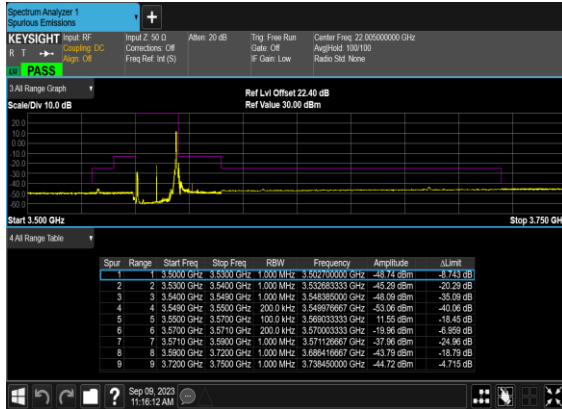 Spectrum Analyzer 1
Spurious Emissions
KEYSIGHT Input: RF Input Z: 50 Ω Atten: 20 dB Trig: Free Run Center Freq: 22.005000000 GHz
R T Coupling: DC Corrections: Off Gate: Off Avg|Hold: 100/100
Align: Off Freq Ref: Int (S) IF Gain: Low Radio Std: None
PASS
3 All Range Graph Ref Lvl Offset 22.40 dB
Scale/Div 10.0 dB Ref Value 30.00 dBm
20.0
10.0
0.00
-10.0
-20.0
-30.0
-40.0
-50.0
-60.0
Start 3.500 GHz Stop 3.750 GHz
4 All Range Table
Spur Range Start Freq Stop Freq RBW Frequency Amplitude ΔLimit
1 1 3.5000 GHz 3.5300 GHz 1.000 MHz 3.502700000 GHz -48.74 dBm -8.743 dB
2 2 3.5300 GHz 3.5400 GHz 1.000 MHz 3.532683333 GHz -45.29 dBm -20.29 dB
3 3 3.5400 GHz 3.5490 GHz 1.000 MHz 3.548385000 GHz -48.09 dBm -35.09 dB
4 4 3.5490 GHz 3.5500 GHz 200.0 kHz 3.549976667 GHz -53.06 dBm -40.06 dB
5 5 3.5500 GHz 3.5700 GHz 100.0 kHz 3.569033333 GHz 11.55 dBm -18.45 dB
6 6 3.5700 GHz 3.5710 GHz 200.0 kHz 3.570003333 GHz -19.96 dBm -6.959 dB
7 7 3.5710 GHz 3.5900 GHz 1.000 MHz 3.571126667 GHz -37.96 dBm -24.96 dB
8 8 3.5900 GHz 3.7200 GHz 1.000 MHz 3.686416667 GHz -43.79 dBm -18.79 dB
9 9 3.7200 GHz 3.7500 GHz 1.000 MHz 3.738450000 GHz -44.72 dBm -4.715 dB
Sep 09, 2023
11:16:12 AM